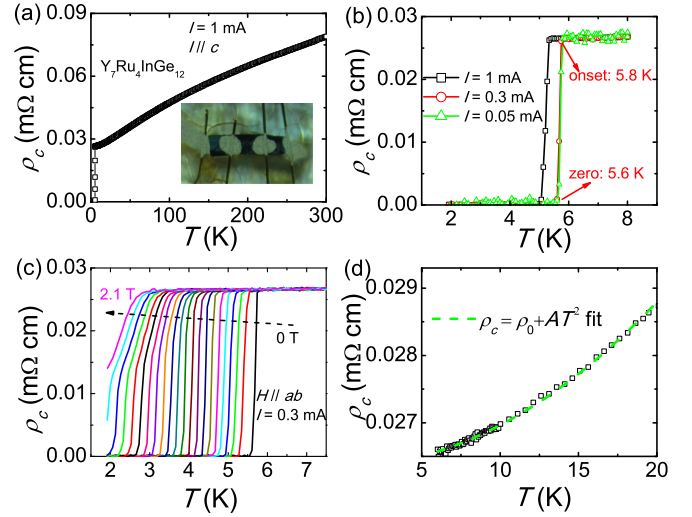 (a)
I = 1 mA
I // c
Y7Ru4InGe12
0.09
0.06
0.03
0.00
ρc (mΩ cm)
0
100
200
300
T (K)
(b)
0.03
0.02
0.01
0.00
ρc (mΩ cm)
onset: 5.8 K
I = 1 mA
I = 0.3 mA
I = 0.05 mA
zero: 5.6 K
2
4
6
8
T (K)
(c)
0.03
0.02
0.01
0.00
ρc (mΩ cm)
2.1 T
0 T
H // ab
I = 0.3 mA
2
3
4
5
6
7
T (K)
(d)
0.029
0.028
0.027
ρc (mΩ cm)
ρc = ρ0+AT² fit
5
10
15
20
T (K)